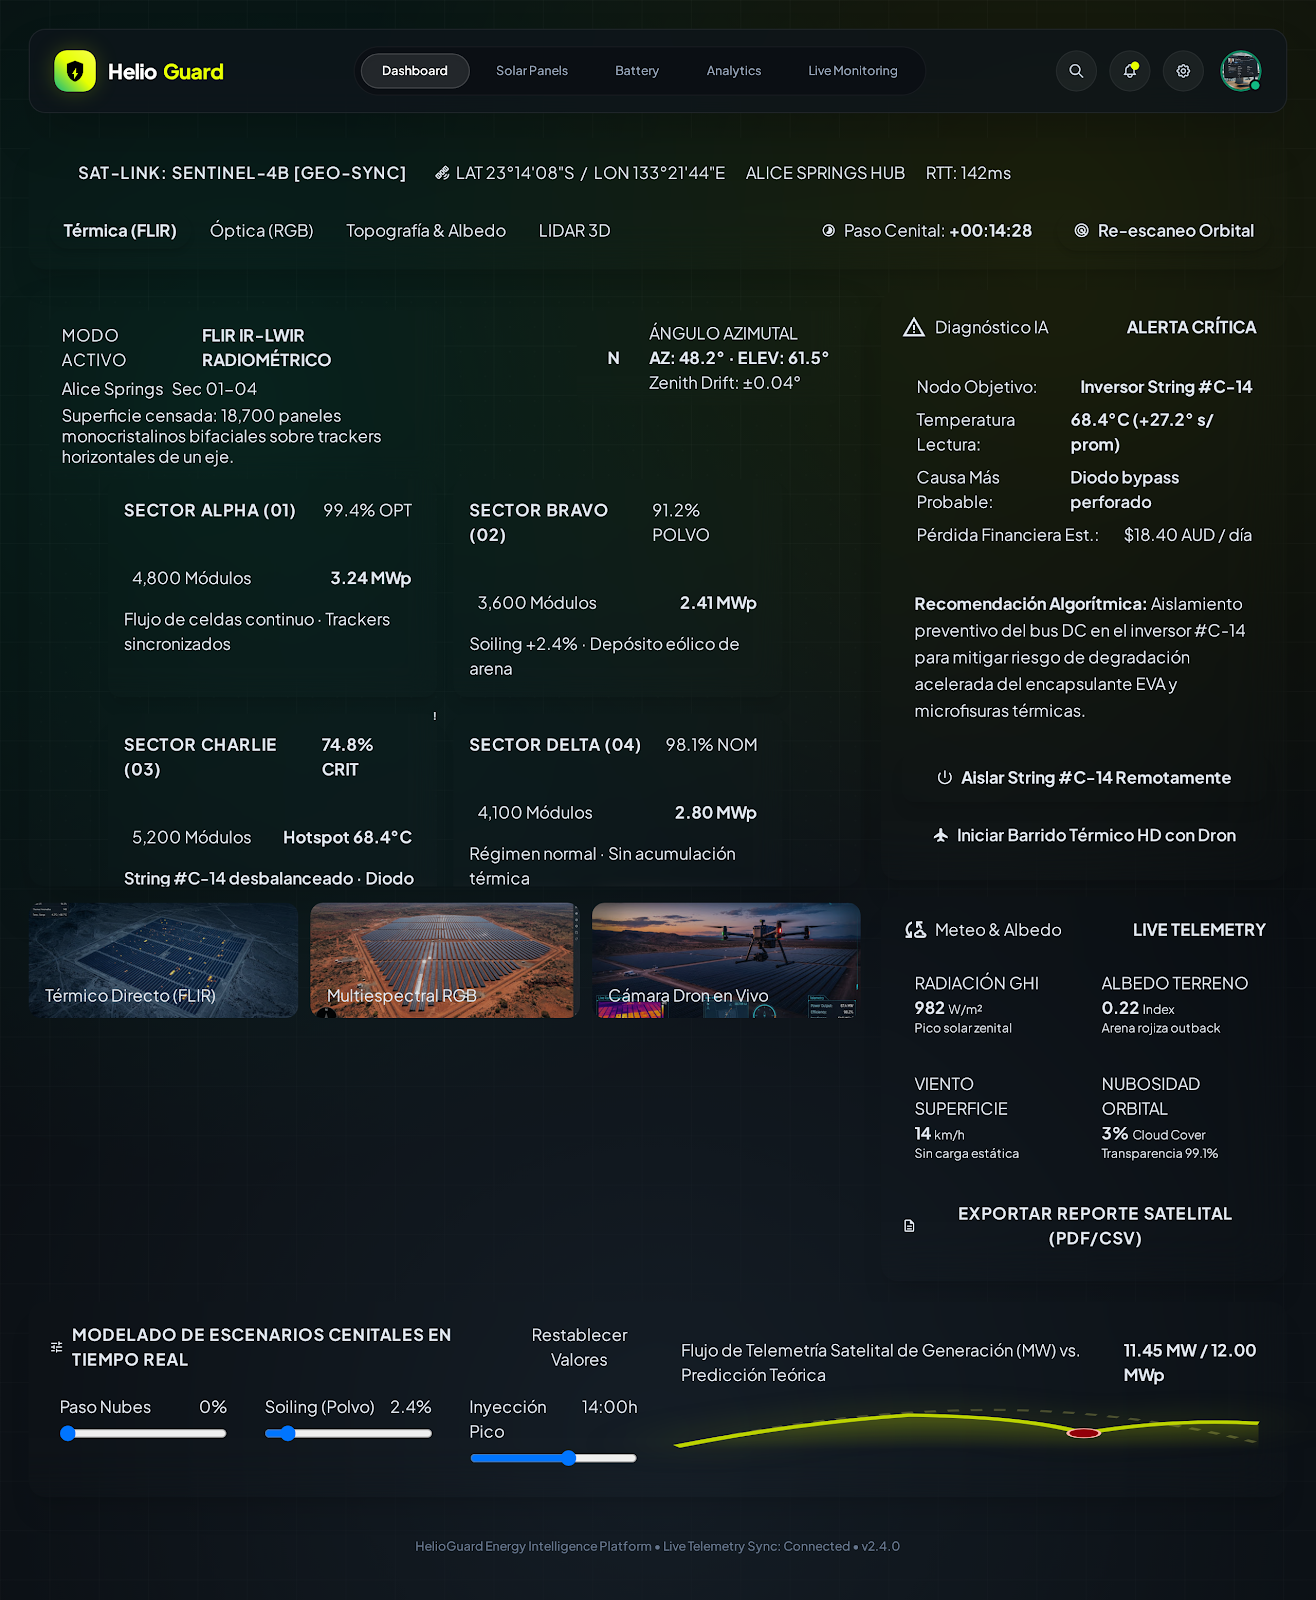 Helio Guard
Dashboard
Solar Panels
Battery
Analytics
Live Monitoring
SAT-LINK: SENTINEL-4B [GEO-SYNC]
LAT 23°14'08"S / LON 133°21'44"E
ALICE SPRINGS HUB
RTT: 142ms
Térmica (FLIR)
Óptica (RGB)
Topografía & Albedo
LIDAR 3D
Paso Cenital: +00:14:28
Re-escaneo Orbital
MODO
ACTIVO
FLIR IR-LWIR
RADIOMÉTRICO
Alice Springs Sec 01-04
Superficie censada: 18,700 paneles
monocristalinos bifaciales sobre trackers
horizontales de un eje.
N
ÁNGULO AZIMUTAL
AZ: 48.2° · ELEV: 61.5°
Zenith Drift: ±0.04°
SECTOR ALPHA (01)
99.4% OPT
4,800 Módulos
3.24 MWp
Flujo de celdas continuo · Trackers
sincronizados
SECTOR BRAVO
(02)
91.2%
POLVO
3,600 Módulos
2.41 MWp
Soiling +2.4% · Depósito eólico de
arena
!
SECTOR CHARLIE
(03)
74.8%
CRIT
5,200 Módulos
Hotspot 68.4°C
String #C-14 desbalanceado · Diodo
SECTOR DELTA (04)
98.1% NOM
4,100 Módulos
2.80 MWp
Régimen normal · Sin acumulación
térmica
Térmico Directo (FLIR)
Multiespectral RGB
Cámara Dron en Vivo
Diagnóstico IA
ALERTA CRÍTICA
Nodo Objetivo:
Inversor String #C-14
Temperatura
Lectura:
68.4°C (+27.2° s/
prom)
Causa Más
Probable:
Diodo bypass
perforado
Pérdida Financiera Est.:
$18.40 AUD / día
Recomendación Algorítmica: Aislamiento
preventivo del bus DC en el inversor #C-14
para mitigar riesgo de degradación
acelerada del encapsulante EVA y
microfisuras térmicas.
Aislar String #C-14 Remotamente
Iniciar Barrido Térmico HD con Dron
Meteo & Albedo
LIVE TELEMETRY
RADIACIÓN GHI
982 W/m²
Pico solar zenital
ALBEDO TERRENO
0.22 Index
Arena rojiza outback
VIENTO
SUPERFICIE
14 km/h
Sin carga estática
NUBOSIDAD
ORBITAL
3% Cloud Cover
Transparencia 99.1%
EXPORTAR REPORTE SATELITAL
(PDF/CSV)
MODELADO DE ESCENARIOS CENITALES EN
TIEMPO REAL
Restablecer
Valores
Paso Nubes
0%
Soiling (Polvo)
2.4%
Inyección
Pico
14:00h
Flujo de Telemetría Satelital de Generación (MW) vs.
Predicción Teórica
11.45 MW / 12.00
MWp
HelioGuard Energy Intelligence Platform • Live Telemetry Sync: Connected • v2.4.0